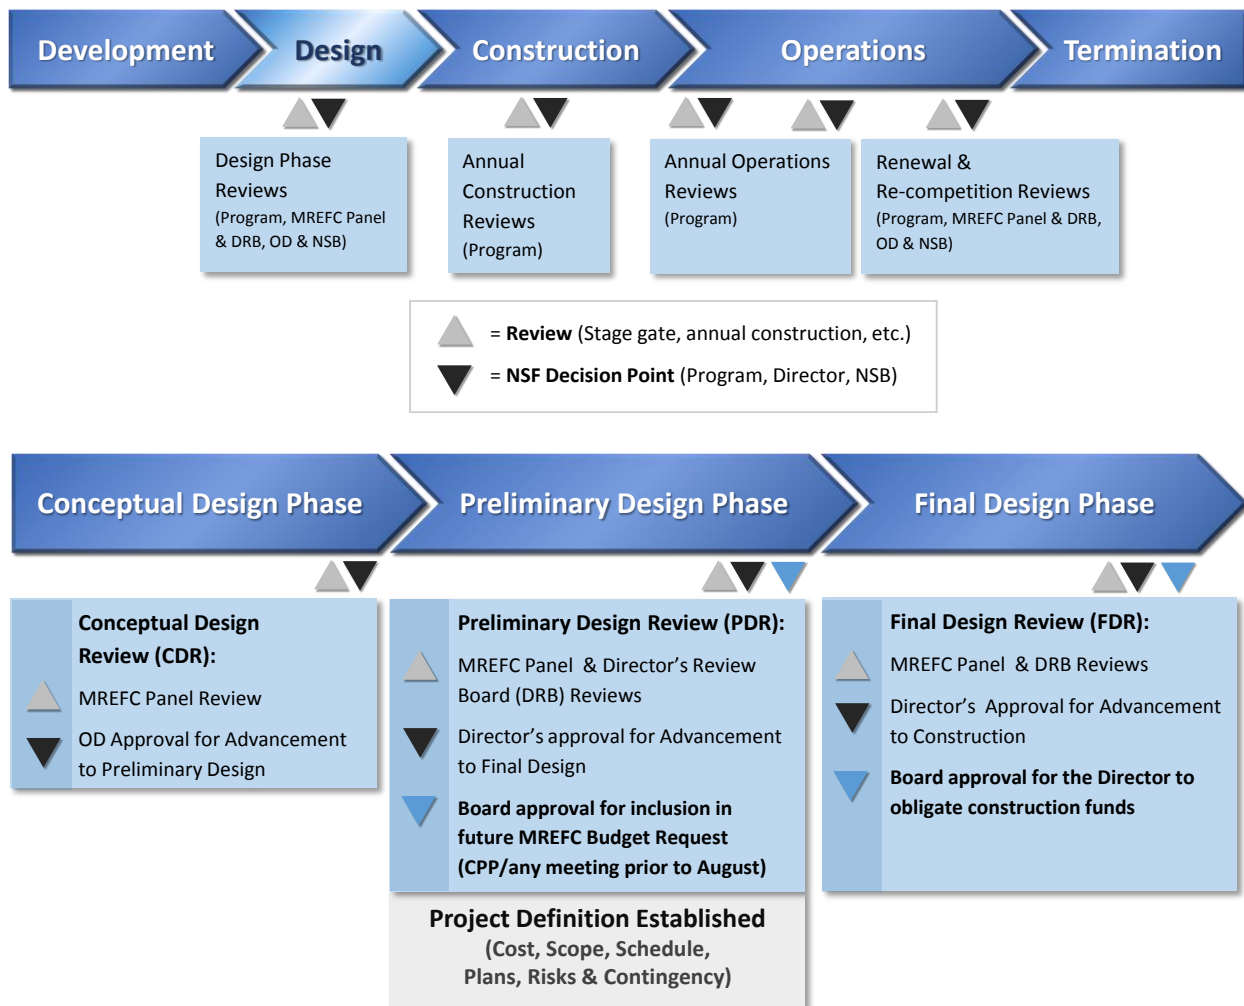 Development
Design
Construction
Operations
Termination
Design Phase
Reviews
(Program, MREFC Panel
& DRB, OD & NSB)
Annual
Construction
Reviews
(Program)
Annual Operations
Reviews
(Program)
Renewal &
Re-competition Reviews
(Program, MREFC Panel & DRB,
OD & NSB)
= Review (Stage gate, annual construction, etc.)
= NSF Decision Point (Program, Director, NSB)
Conceptual Design Phase
Preliminary Design Phase
Final Design Phase
Conceptual Design
Review (CDR):
MREFC Panel Review
OD Approval for Advancement
to Preliminary Design
Preliminary Design Review (PDR):
MREFC Panel & Director’s Review
Board (DRB) Reviews
Director’s approval for Advancement
to Final Design
Board approval for inclusion in
future MREFC Budget Request
(CPP/any meeting prior to August)
Project Definition Established
(Cost, Scope, Schedule,
Plans, Risks & Contingency)
Final Design Review (FDR):
MREFC Panel & DRB Reviews
Director’s Approval for Advancement
to Construction
Board approval for the Director to
obligate construction funds